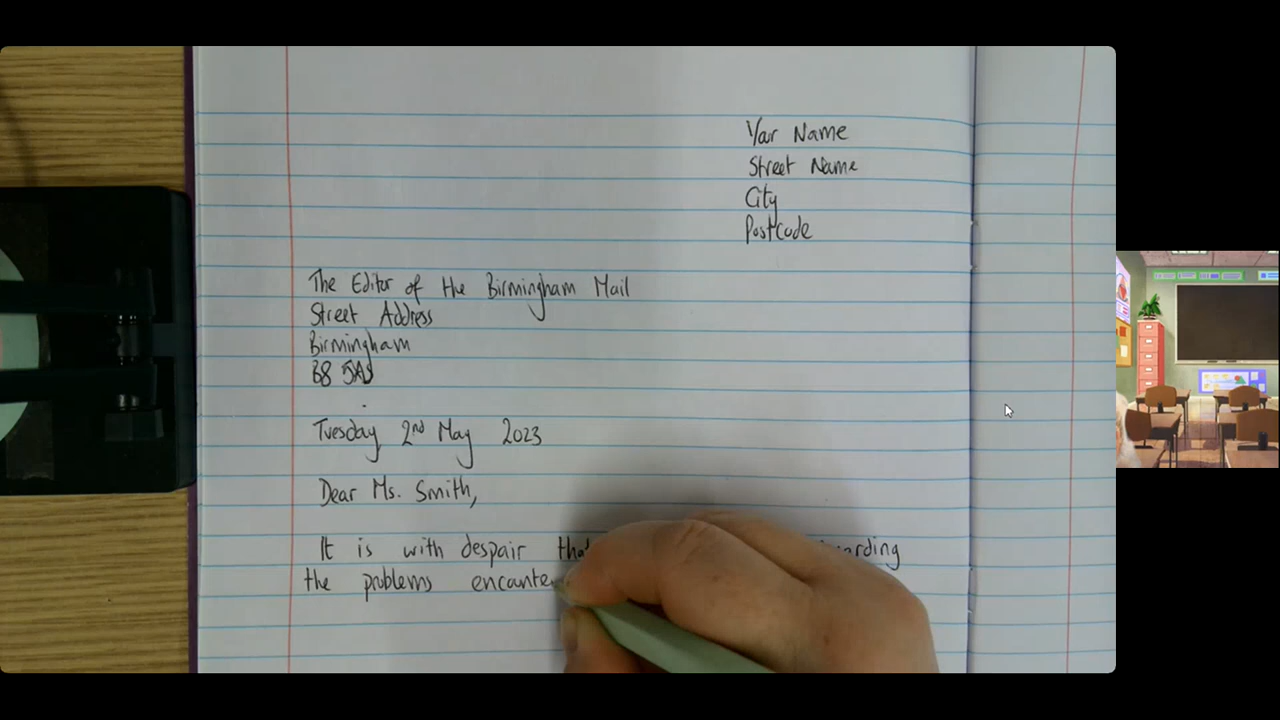 Your Name
Street Name
City
Postcode
The Editor of the Birmingham Mail
Street Address
Birmingham
B8 5AS
Tuesday 2nd May 2023
Dear Ms. Smith,
It is with despair
the problems